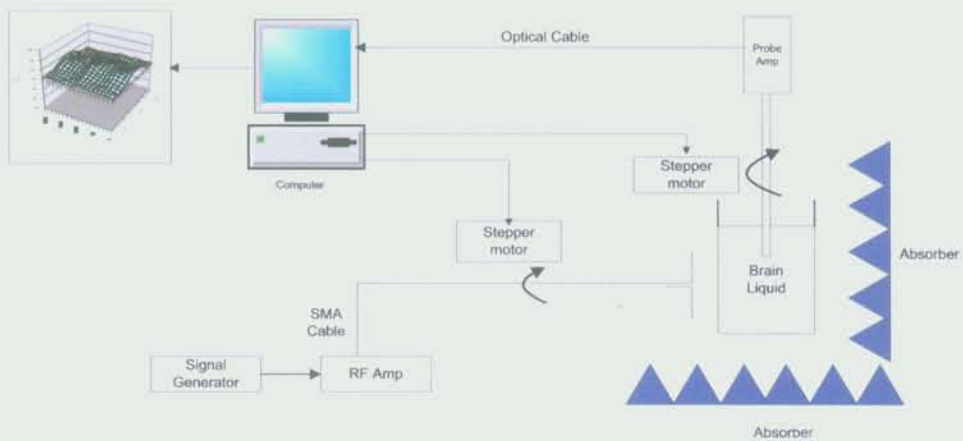 Optical Cable
Probe
Amp
Computer
Stepper
motor
Stepper
motor
Absorber
Brain
Liquid
SMA
Cable
Signal
Generator
RF Amp
Absorber